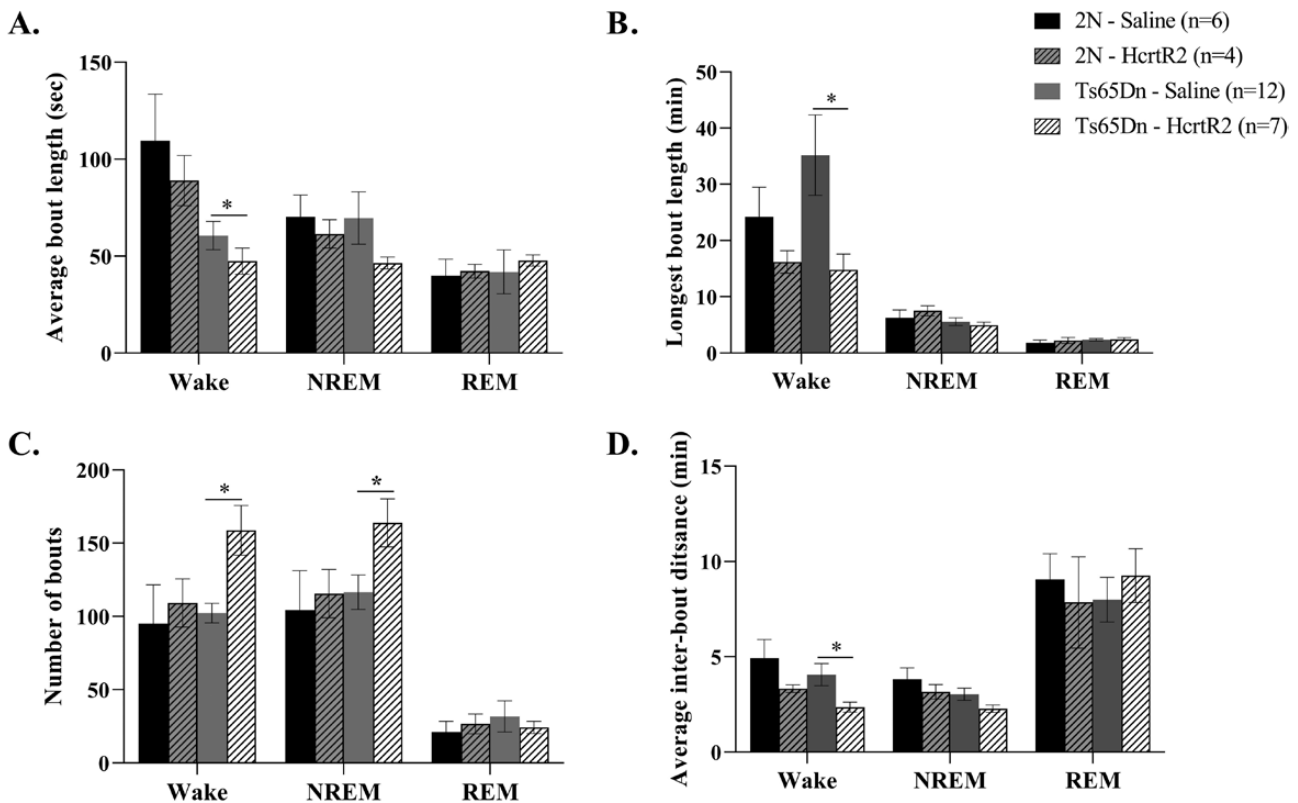 A.
Average bout length (sec)
150
100
50
0
Wake NREM REM
B.
Longest bout length (min)
50
40
30
20
10
0
*
*
Wake NREM REM
2N - Saline (n=6)
2N - HcrtR2 (n=4)
Ts65Dn - Saline (n=12)
Ts65Dn - HcrtR2 (n=7)
C.
Number of bouts
200
150
100
50
0
* *
Wake NREM REM
D.
Average inter-bout ditsance (min)
15
10
5
0
*
Wake NREM REM